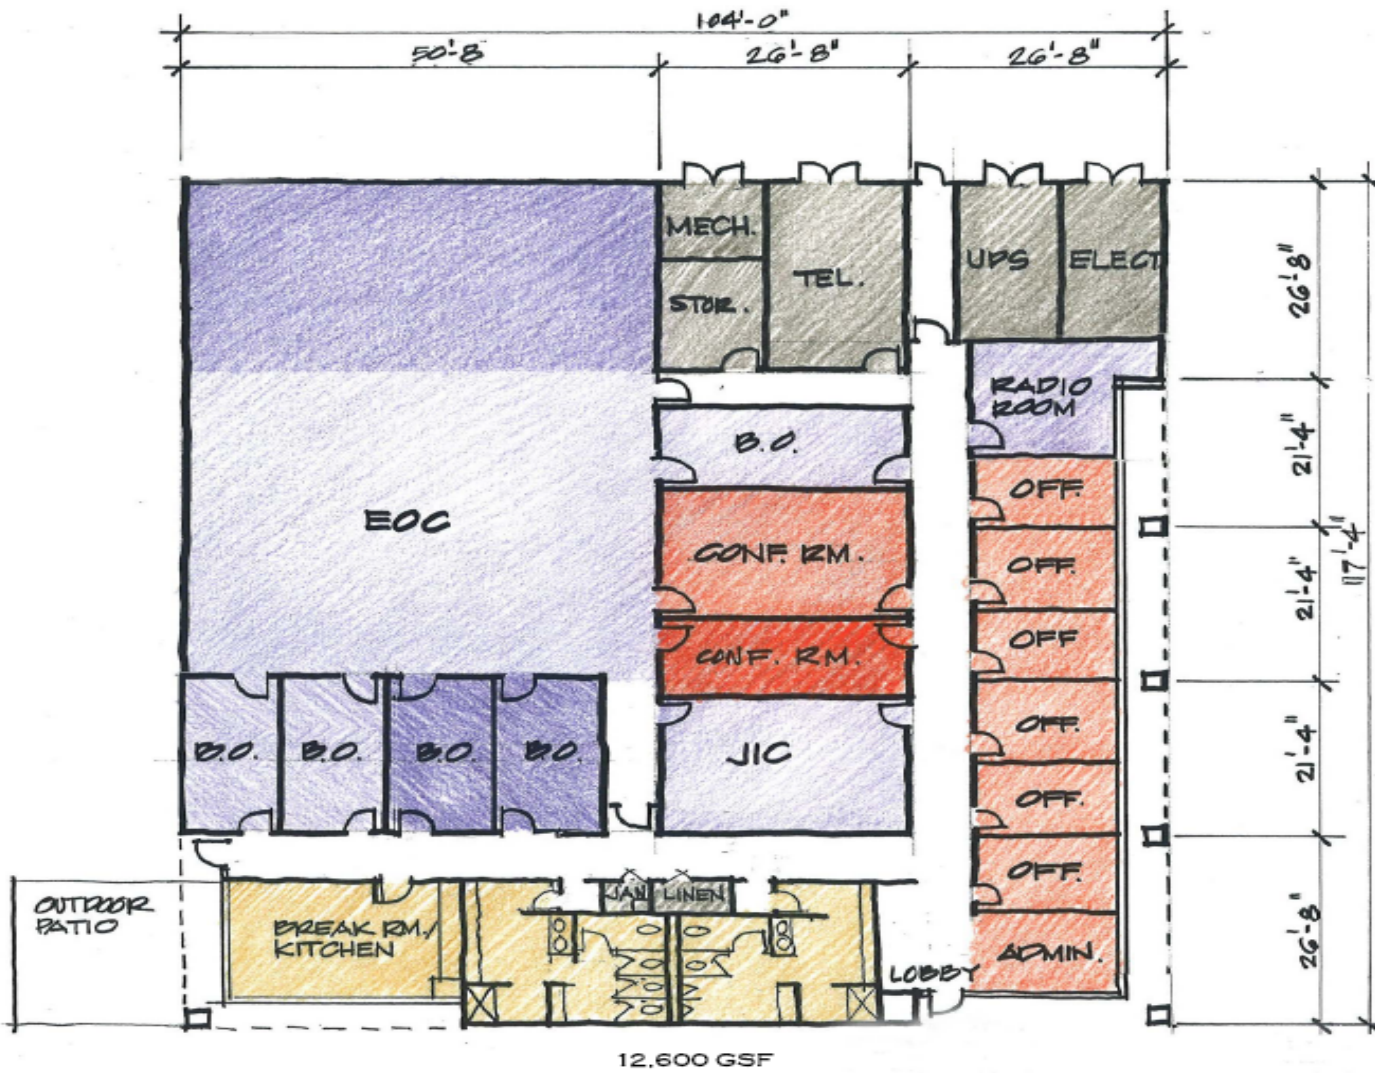 104'-0"
50'-8
26'-8"
26'-8"
MECH.
STOR.
TEL.
UPS
ELECT
26'-8"
RADIO
ROOM
B.O.
21'-4"
OFF.
EOC
CONF. RM.
OFF.
21'-4"
117'-4"
OFF
CONF. RM.
B.O.
B.O.
B.O.
B.O.
JIC
OFF.
OFF.
21'-4"
OFF.
OUTDOOR
PATIO
BREAK RM./
KITCHEN
JAN
LINEN
LOBBY
ADMIN.
26'-8"
12,600 GSF